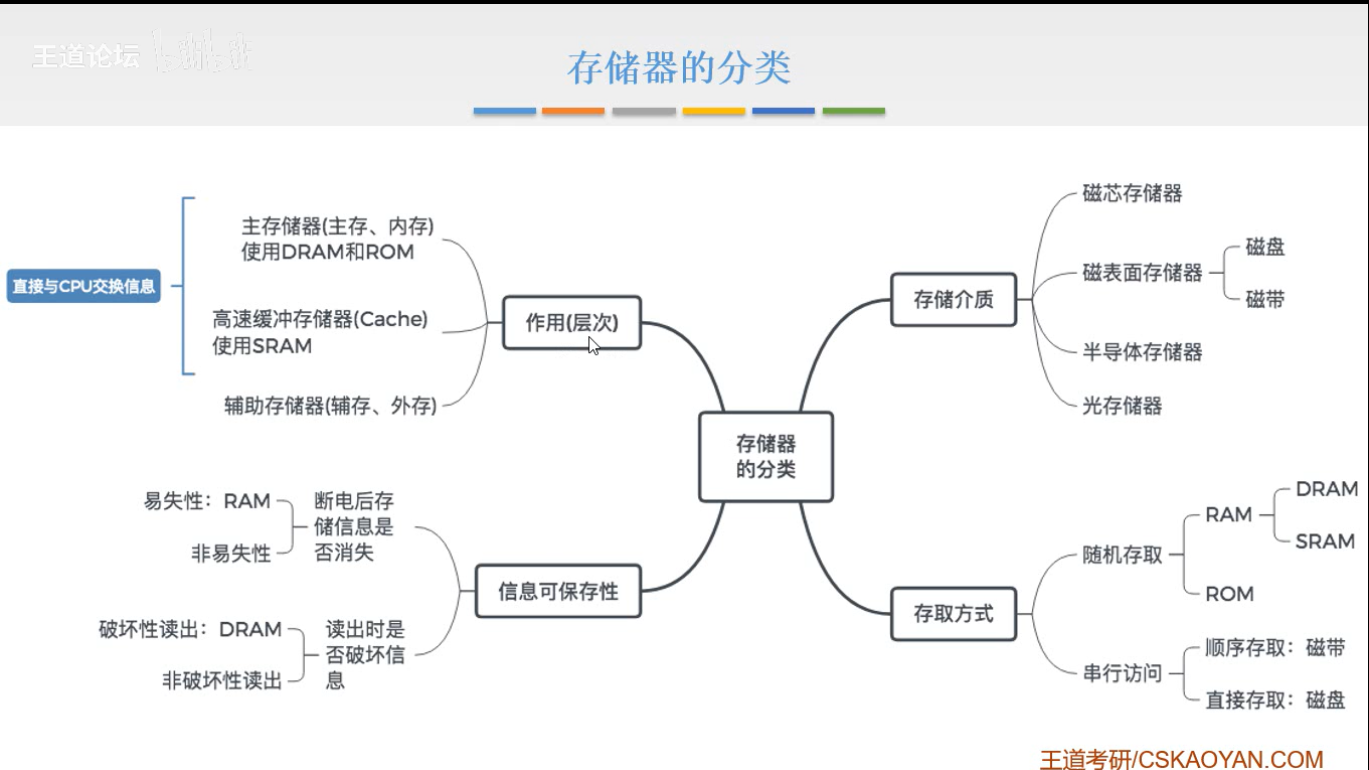 王道论坛
存储器的分类
主存储器(主存、内存)
使用DRAM和ROM
直接与CPU交换信息
高速缓冲存储器(Cache)
使用SRAM
辅助存储器(辅存、外存)
作用(层次)
存储介质
磁芯存储器
磁表面存储器
磁盘
磁带
半导体存储器
光存储器
存储器
的分类
易失性：RAM
非易失性
断电后存
储信息是
否消失
信息可保存性
破坏性读出：DRAM
非破坏性读出
读出时是
否破坏信
息
存取方式
随机存取
RAM
DRAM
SRAM
ROM
串行访问
顺序存取：磁带
直接存取：磁盘
王道考研/CSKAOYAN.COM